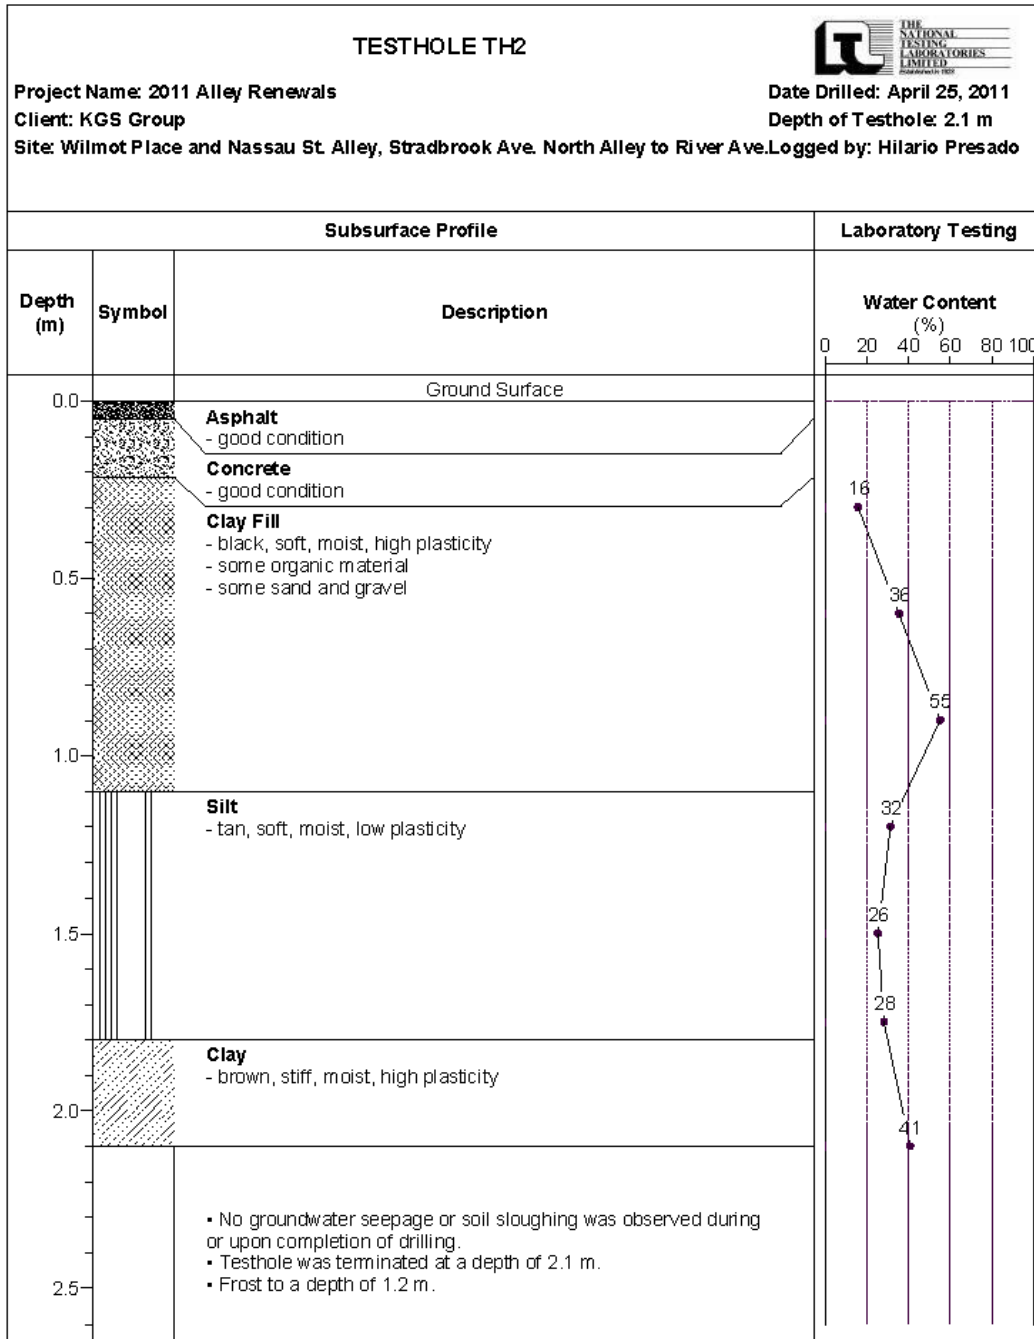 TESTHOLE TH2
THE
NATIONAL
TESTING
LABORATORIES
LIMITED
Established in 1923
Project Name: 2011 Alley Renewals
Date Drilled: April 25, 2011
Client: KGS Group
Depth of Testhole: 2.1 m
Site: Wilmot Place and Nassau St. Alley, Stradbrook Ave. North Alley to River Ave.Logged by: Hilario Presado
Subsurface Profile
Laboratory Testing
Depth
(m)
Symbol
Description
Water Content
(%)
0 20 40 60 80 100
Ground Surface
0.0
Asphalt
- good condition
Concrete
- good condition
16
Clay Fill
- black, soft, moist, high plasticity
- some organic material
0.5
- some sand and gravel
36
55
1.0
Silt
32
- tan, soft, moist, low plasticity
1.5
26
28
Clay
- brown, stiff, moist, high plasticity
2.0
41
• No groundwater seepage or soil sloughing was observed during
or upon completion of drilling.
• Testhole was terminated at a depth of 2.1 m.
• Frost to a depth of 1.2 m.
2.5